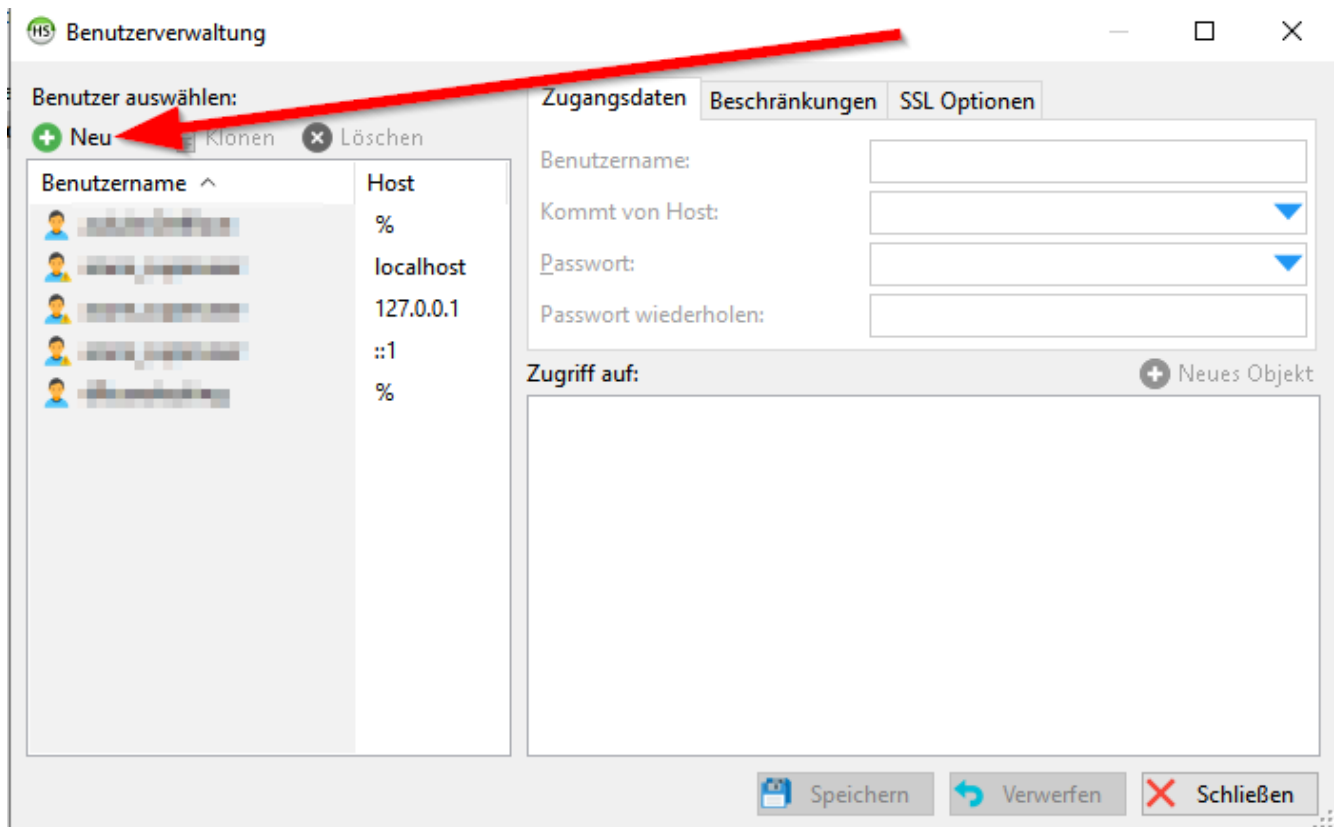 HS Benutzerverwaltung
Benutzer auswählen:
Neu Klonen Löschen
Benutzername Host
%
localhost
127.0.0.1
::1
%
Zugangsdaten Beschränkungen SSL Optionen
Benutzername:
Kommt von Host:
Passwort:
Passwort wiederholen:
Zugriff auf:
Neues Objekt
Speichern Verwerfen Schließen